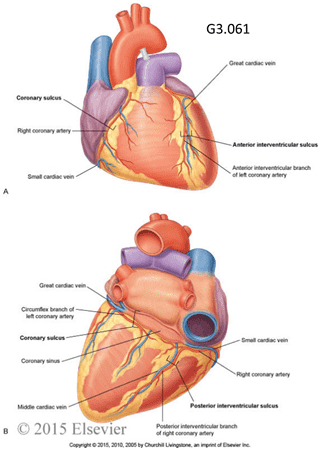 G3.061
Great cardiac vein
Coronary sulcus
Right coronary artery
Anterior interventricular sulcus
Anterior interventricular branch
of left coronary artery
Small cardiac vein
A
Great cardiac vein
Circumflex branch of
left coronary artery
Coronary sulcus
Small cardiac vein
Coronary sinus
Right coronary artery
Middle cardiac vein
Posterior interventricular sulcus
Posterior interventricular branch
of right coronary artery
B
© 2015 Elsevier
Copyright © 2015, 2010, 2005 by Churchill Livingstone, an imprint of Elsevier Inc.